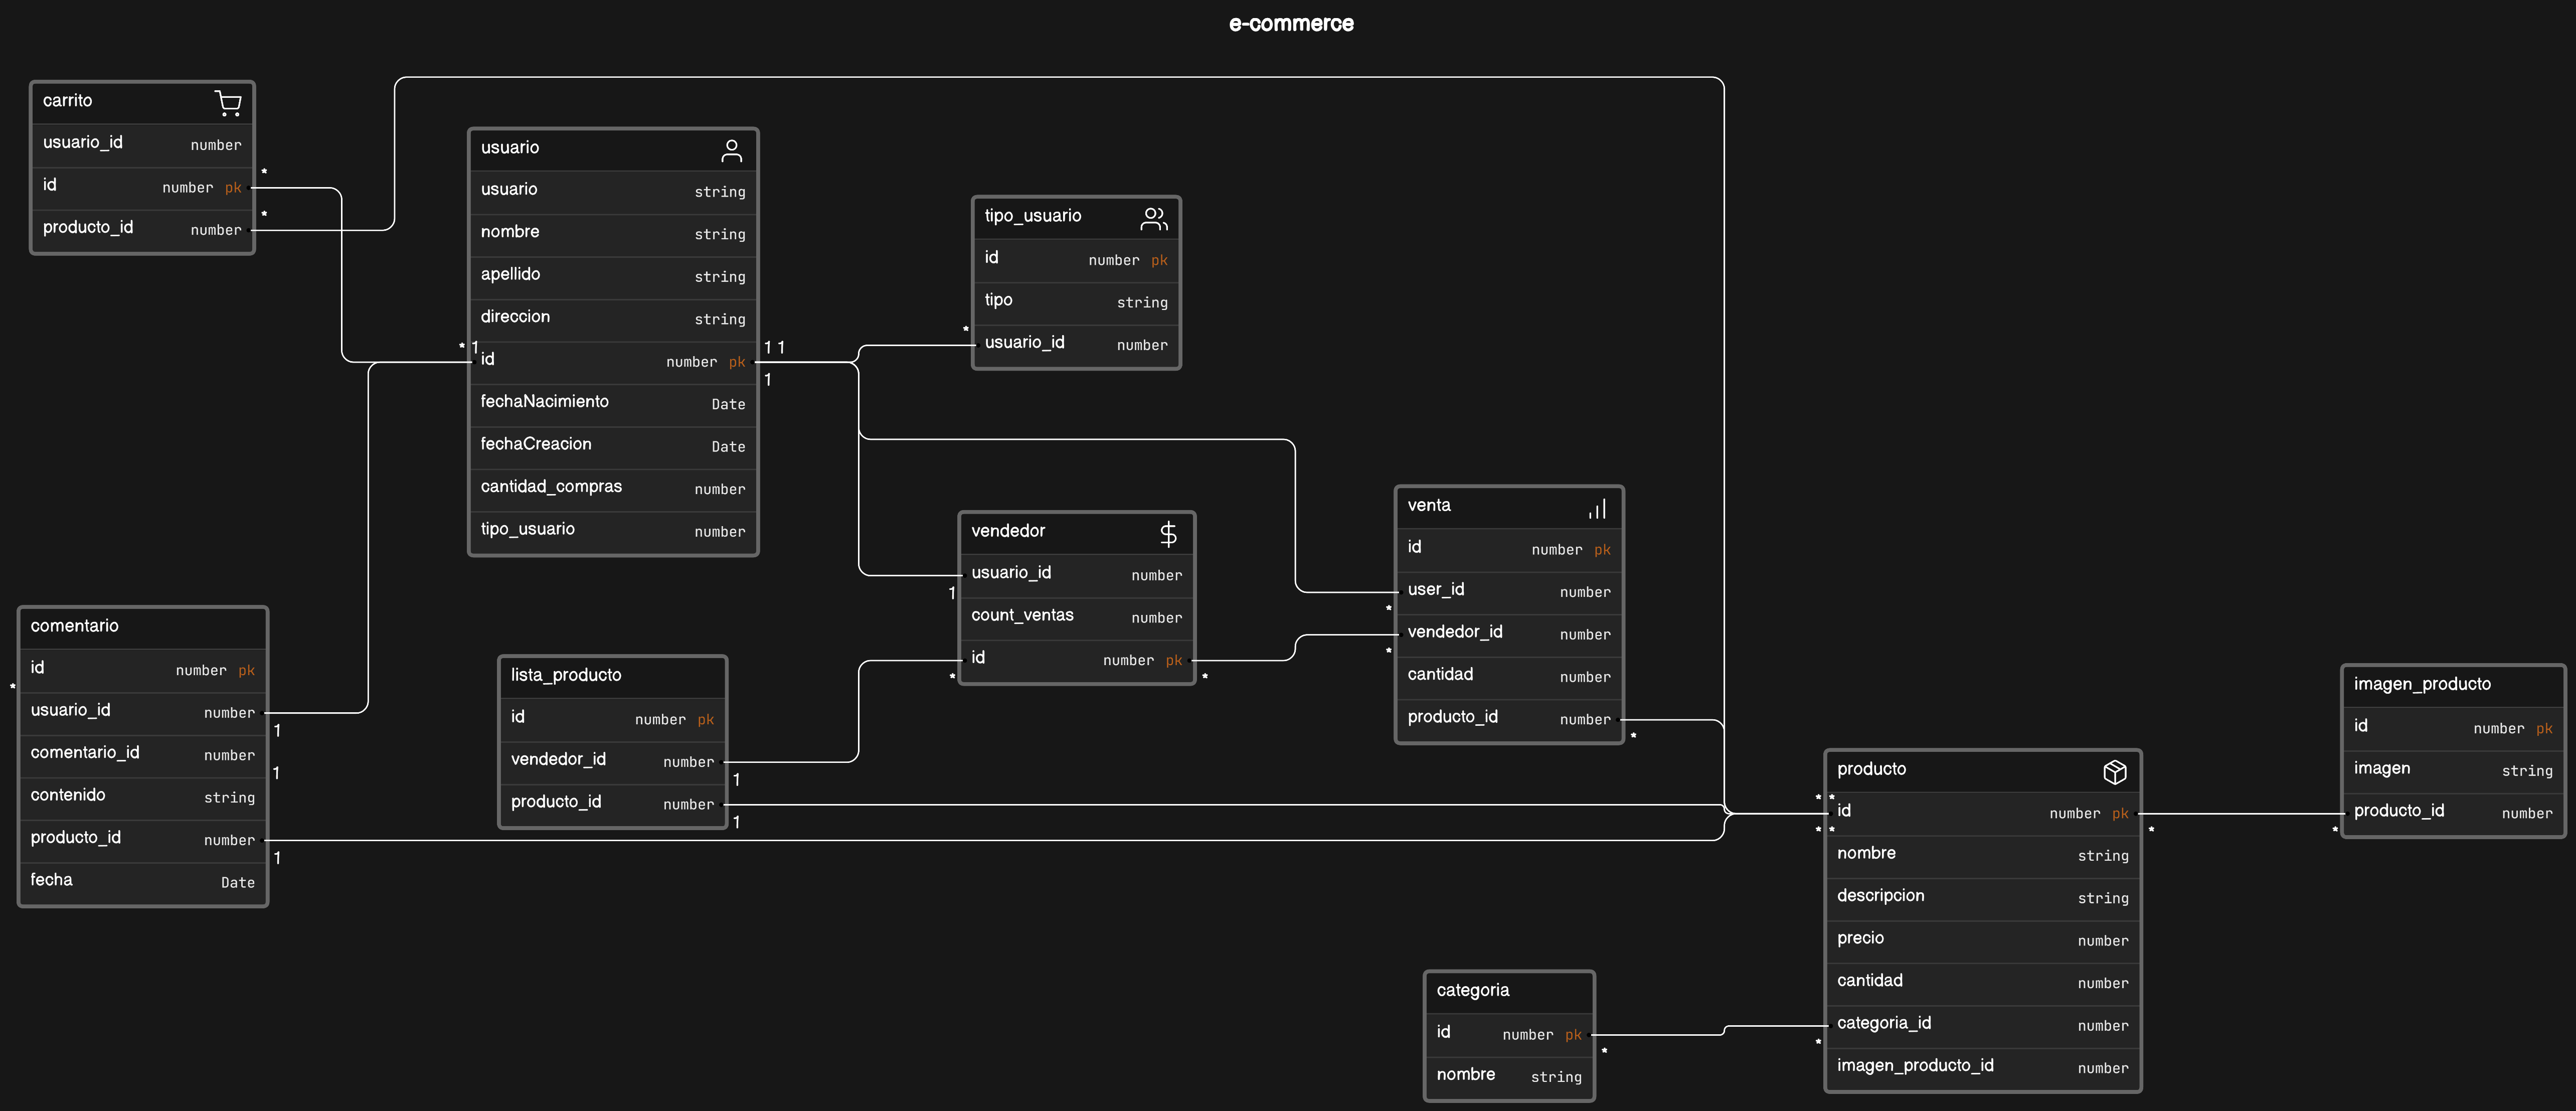 e-commerce
carrito
usuario_id number
id number pk
producto_id number
*
*
usuario
usuario string
nombre string
apellido string
direccion string
id number pk
fechaNacimiento Date
fechaCreacion Date
cantidad_compras number
tipo_usuario number
* 1
1 1
1
tipo_usuario
id number pk
tipo string
usuario_id number
*
vendedor
usuario_id number
count_ventas number
id number pk
1
*
*
venta
id number pk
user_id number
vendedor_id number
cantidad number
producto_id number
*
*
*
comentario
id number pk
usuario_id number
comentario_id number
contenido string
producto_id number
fecha Date
*
1
1
1
lista_producto
id number pk
vendedor_id number
producto_id number
1
1
producto
id number pk
nombre string
descripcion string
precio number
cantidad number
categoria_id number
imagen_producto_id number
* *
* *
*
*
imagen_producto
id number pk
imagen string
producto_id number
*
categoria
id number pk
nombre string
*